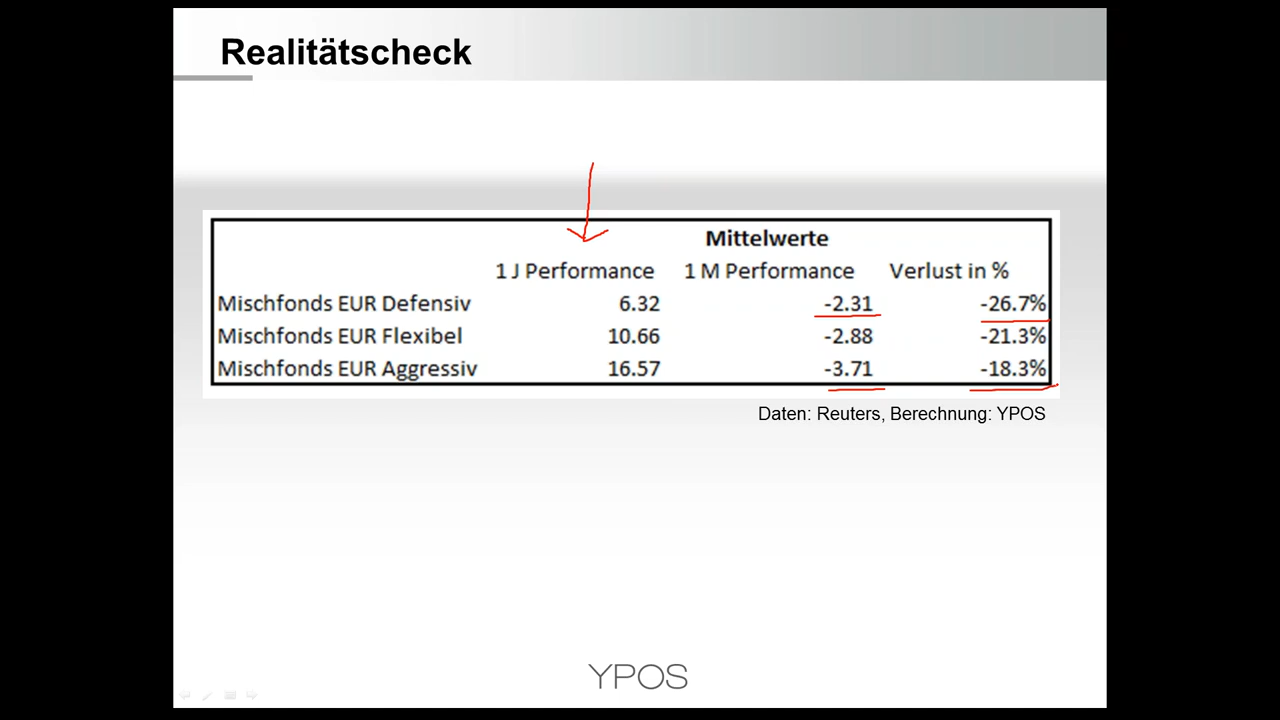 Realitätscheck
Mittelwerte
1 J Performance 1 M Performance Verlust in %
Mischfonds EUR Defensiv 6.32 -2.31 -26.7%
Mischfonds EUR Flexibel 10.66 -2.88 -21.3%
Mischfonds EUR Aggressiv 16.57 -3.71 -18.3%
Daten: Reuters, Berechnung: YPOS
YPOS